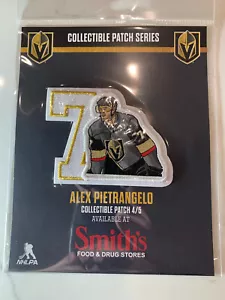 COLLECTIBLE PATCH SERIES
7
ALEX PIETRANGELO
COLLECTIBLE PATCH 4/5
AVAILABLE AT
Smith's
FOOD & DRUG STORES
NHLPA